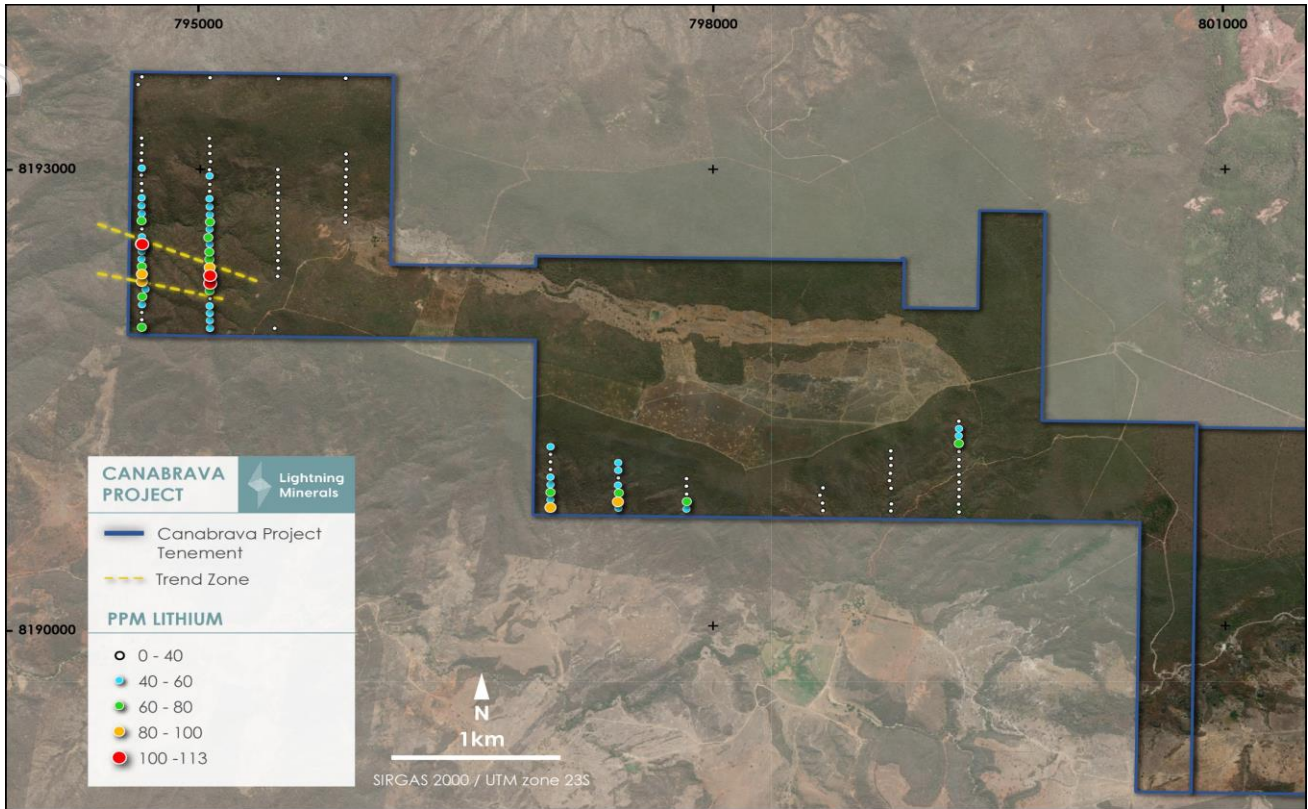 795000
798000
801000
8193000
8190000
CANABRAVA
PROJECT
Lightning
Minerals
Canabrava Project
Tenement
Trend Zone
PPM LITHIUM
0 - 40
40 - 60
60 - 80
80 - 100
100 -113
N
1km
SIRGAS 2000 / UTM zone 23S